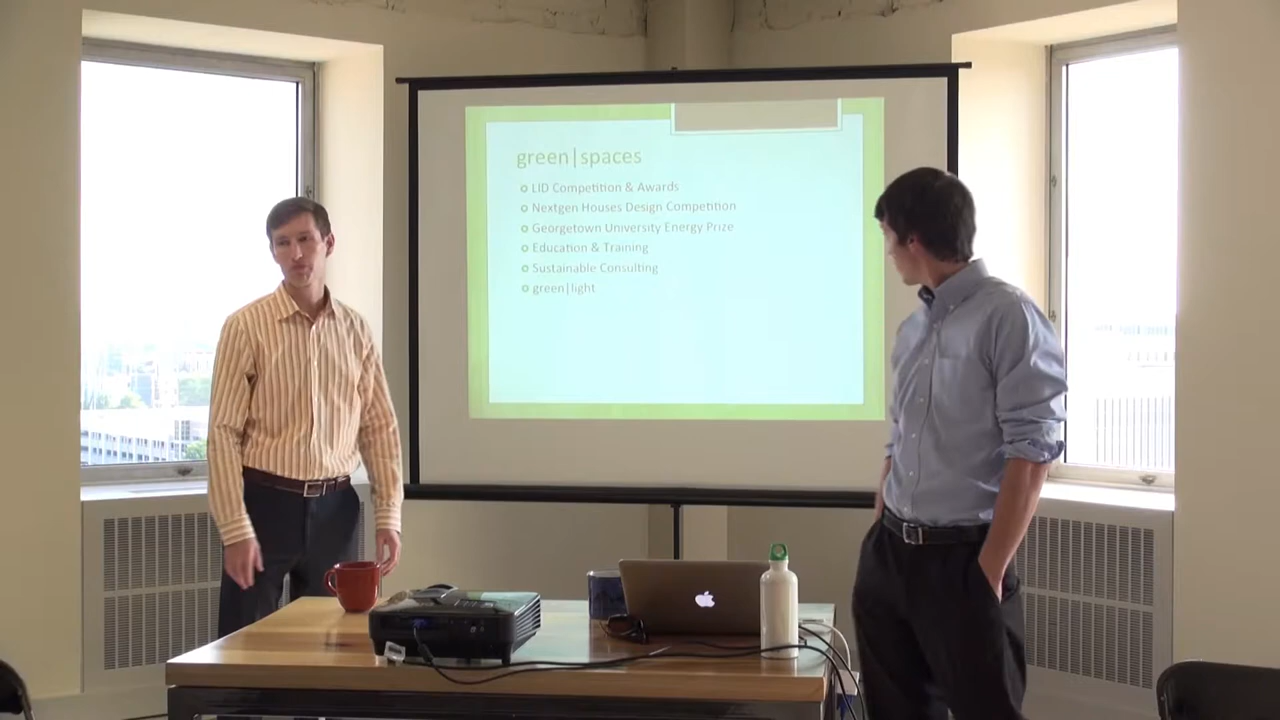 green|spaces
LID Competition & Awards
Nextgen Houses Design Competition
Georgetown University Energy Prize
Education & Training
Sustainable Consulting
green|light